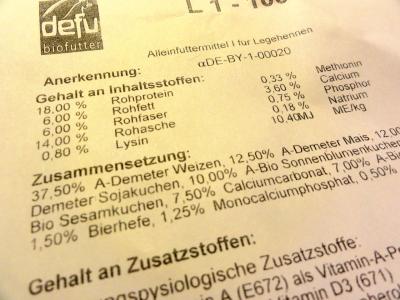 defu
biofutter
L 1 - 100
Alleinfuttermittel I für Legehennen
Anerkennung: αDE-BY-1-00020
Gehalt an Inhaltsstoffen:
18,00 % Rohprotein 0,33 % Methionin
6,00 % Rohfett 3,60 % Calcium
6,00 % Rohfaser 0,75 % Phosphor
14,00 % Rohasche 0,18 % Natrium
0,80 % Lysin 10,40MJ ME/kg
Zusammensetzung:
37,50% A-Demeter Weizen, 12,50% A-Demeter Mais, 12,00
Demeter Sojakuchen, 10,00% A-Bio Sonnenblumenkuchen
Bio Sesamkuchen, 7,50% Calciumcarbonat, 7,00% A-Bi
1,50% Bierhefe, 1,25% Monocalciumphosphat, 0,50%
Gehalt an Zusatzstoffen:
ngspysiologische Zusatzstoffe:
A (E672) als Vitamin-A-
min D3 (671)